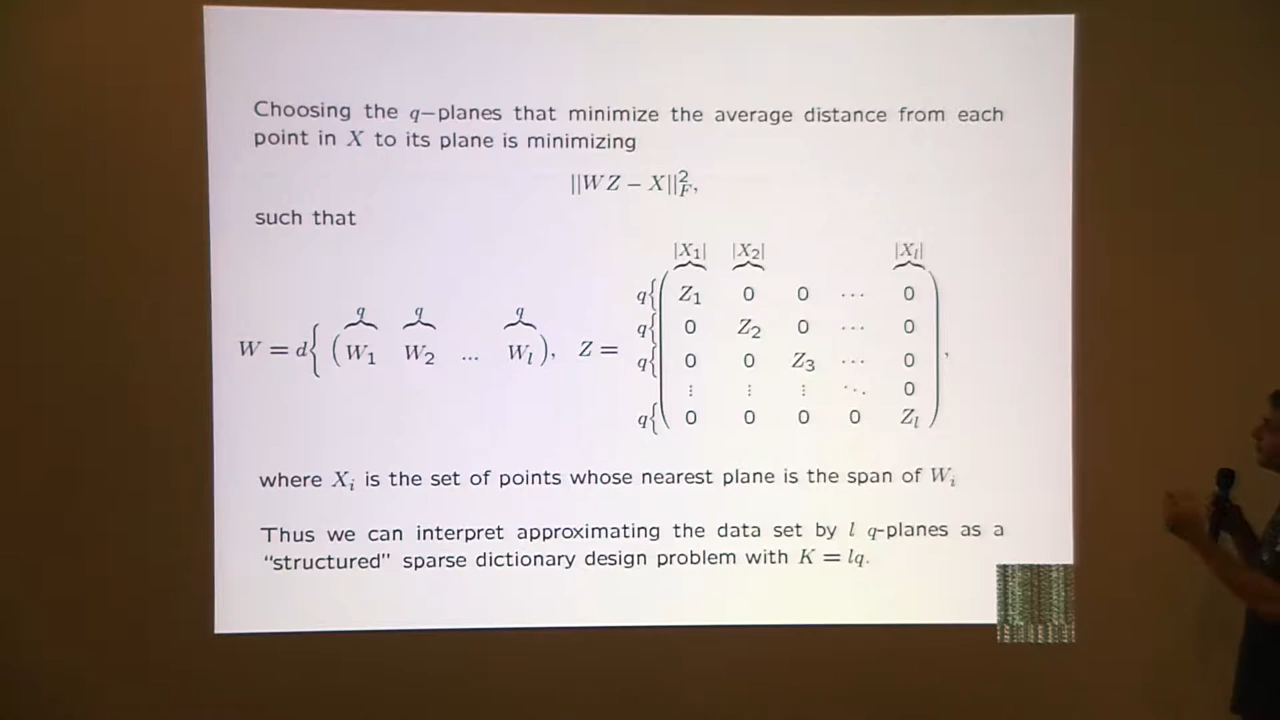 Choosing the q–planes that minimize the average distance from each
point in X to its plane is minimizing
||WZ − X||²_F,
such that
|X₁| |X₂| |X_l|
q{ Z₁ 0 0 ⋯ 0
q{ 0 Z₂ 0 ⋯ 0
W = d{ ( W₁ W₂ ... W_l ), Z =
q q q
q{ 0 0 Z₃ ⋯ 0
⋮ ⋮ ⋮ ⋱ 0
q{ 0 0 0 0 Z_l ,
where X_i is the set of points whose nearest plane is the span of W_i
Thus we can interpret approximating the data set by l q-planes as a
“structured” sparse dictionary design problem with K = lq.